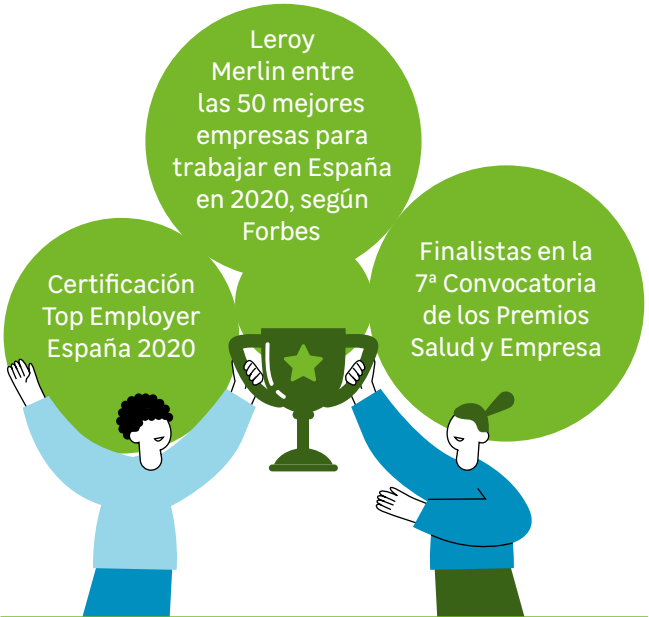 Leroy
Merlin entre
las 50 mejores
empresas para
trabajar en España
en 2020, según
Forbes
Certificación
Top Employer
España 2020
Finalistas en la
7ª Convocatoria
de los Premios
Salud y Empresa